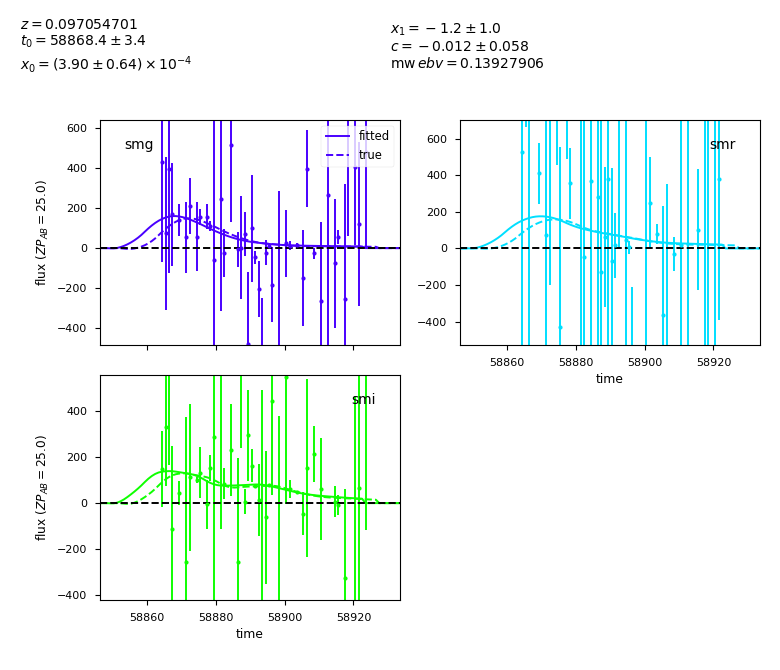 z = 0.097054701
t₀ = 58868.4 ± 3.4
x₀ = (3.90 ± 0.64) × 10⁻⁴
x₁ = −1.2 ± 1.0
c = −0.012 ± 0.058
mw ebv = 0.13927906
smg
fitted
true
600
400
200
0
−200
−400
flux (ZP_AB = 25.0)
smr
600
400
200
0
−200
−400
58860 58880 58900 58920
time
smi
400
200
0
−200
−400
flux (ZP_AB = 25.0)
58860 58880 58900 58920
time